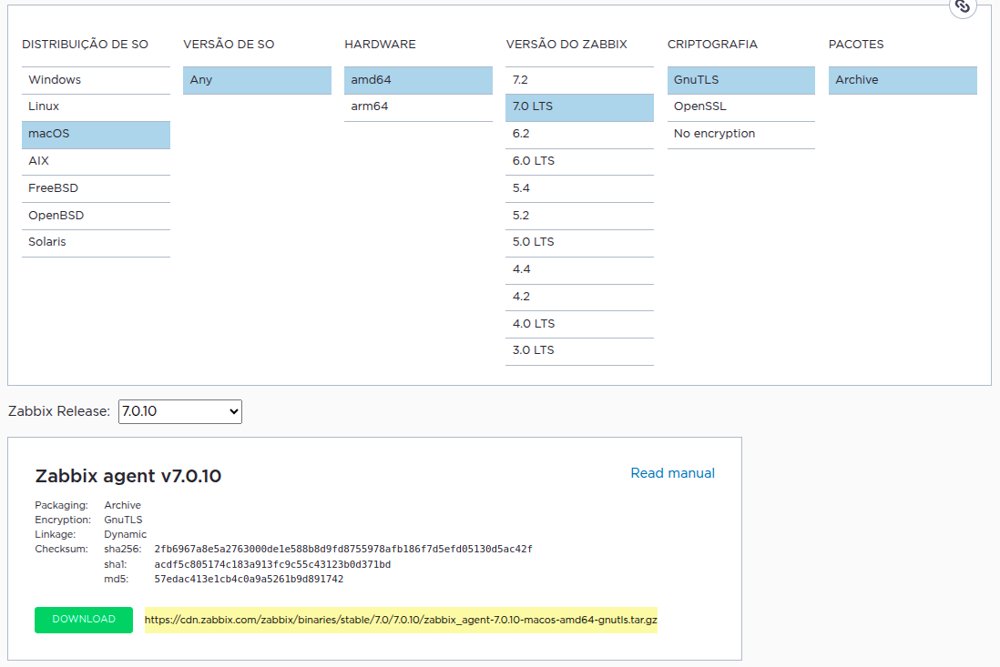 DISTRIBUIÇÃO DE SO
Windows
Linux
macOS
AIX
FreeBSD
OpenBSD
Solaris
VERSÃO DE SO
Any
HARDWARE
amd64
arm64
VERSÃO DO ZABBIX
7.2
7.0 LTS
6.2
6.0 LTS
5.4
5.2
5.0 LTS
4.4
4.2
4.0 LTS
3.0 LTS
CRIPTOGRAFIA
GnuTLS
OpenSSL
No encryption
PACOTES
Archive
Zabbix Release: 7.0.10
Zabbix agent v7.0.10
Read manual
Packaging: Archive
Encryption: GnuTLS
Linkage: Dynamic
Checksum: sha256: 2fb6967a8e5a2763000de1e588b8d9fd8755978afb186f7d5efd05130d5ac42f
sha1: acdf5c805174c183a913fc9c55c43123b0d371bd
md5: 57edac413e1cb4c0a9a5261b9d891742
DOWNLOAD https://cdn.zabbix.com/zabbix/binaries/stable/7.0/7.0.10/zabbix_agent-7.0.10-macos-amd64-gnutls.tar.gz